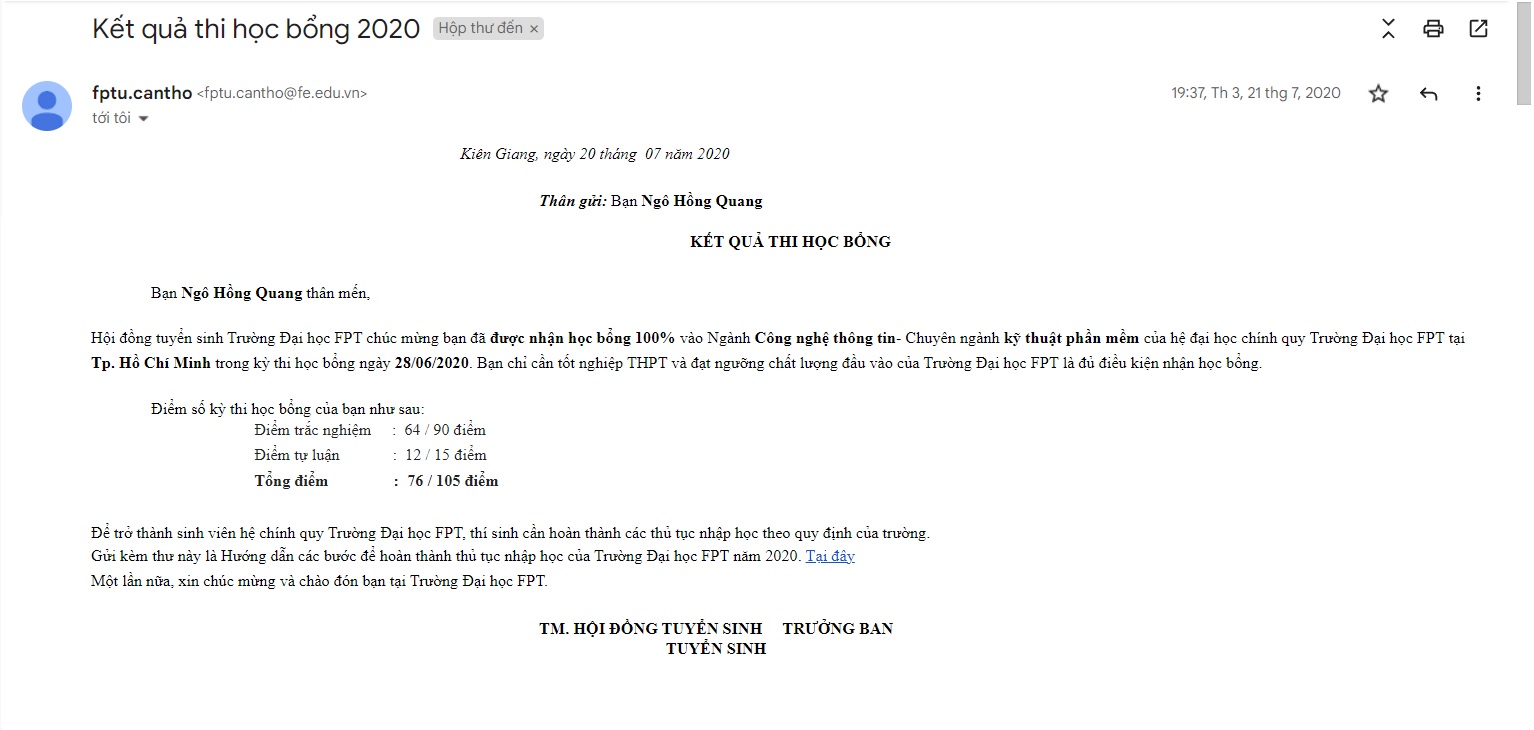 Kết quả thi học bổng 2020 Hộp thư đến ×
fptu.cantho <fptu.cantho@fe.edu.vn> 19:37, Th 3, 21 thg 7, 2020
tới tôi
Kiên Giang, ngày 20 tháng 07 năm 2020
Thân gửi: Bạn Ngô Hồng Quang
KẾT QUẢ THI HỌC BỔNG
Bạn Ngô Hồng Quang thân mến,
Hội đồng tuyển sinh Trường Đại học FPT chúc mừng bạn đã được nhận học bổng 100% vào Ngành Công nghệ thông tin- Chuyên ngành kỹ thuật phần mềm của hệ đại học chính quy Trường Đại học FPT tại
Tp. Hồ Chí Minh trong kỳ thi học bổng ngày 28/06/2020. Bạn chỉ cần tốt nghiệp THPT và đạt ngưỡng chất lượng đầu vào của Trường Đại học FPT là đủ điều kiện nhận học bổng.
Điểm số kỳ thi học bổng của bạn như sau:
Điểm trắc nghiệm : 64 / 90 điểm
Điểm tự luận : 12 / 15 điểm
Tổng điểm : 76 / 105 điểm
Để trở thành sinh viên hệ chính quy Trường Đại học FPT, thí sinh cần hoàn thành các thủ tục nhập học theo quy định của trường.
Gửi kèm thư này là Hướng dẫn các bước để hoàn thành thủ tục nhập học của Trường Đại học FPT năm 2020. Tại đây
Một lần nữa, xin chúc mừng và chào đón bạn tại Trường Đại học FPT.
TM. HỘI ĐỒNG TUYỂN SINH TRƯỞNG BAN
TUYỂN SINH